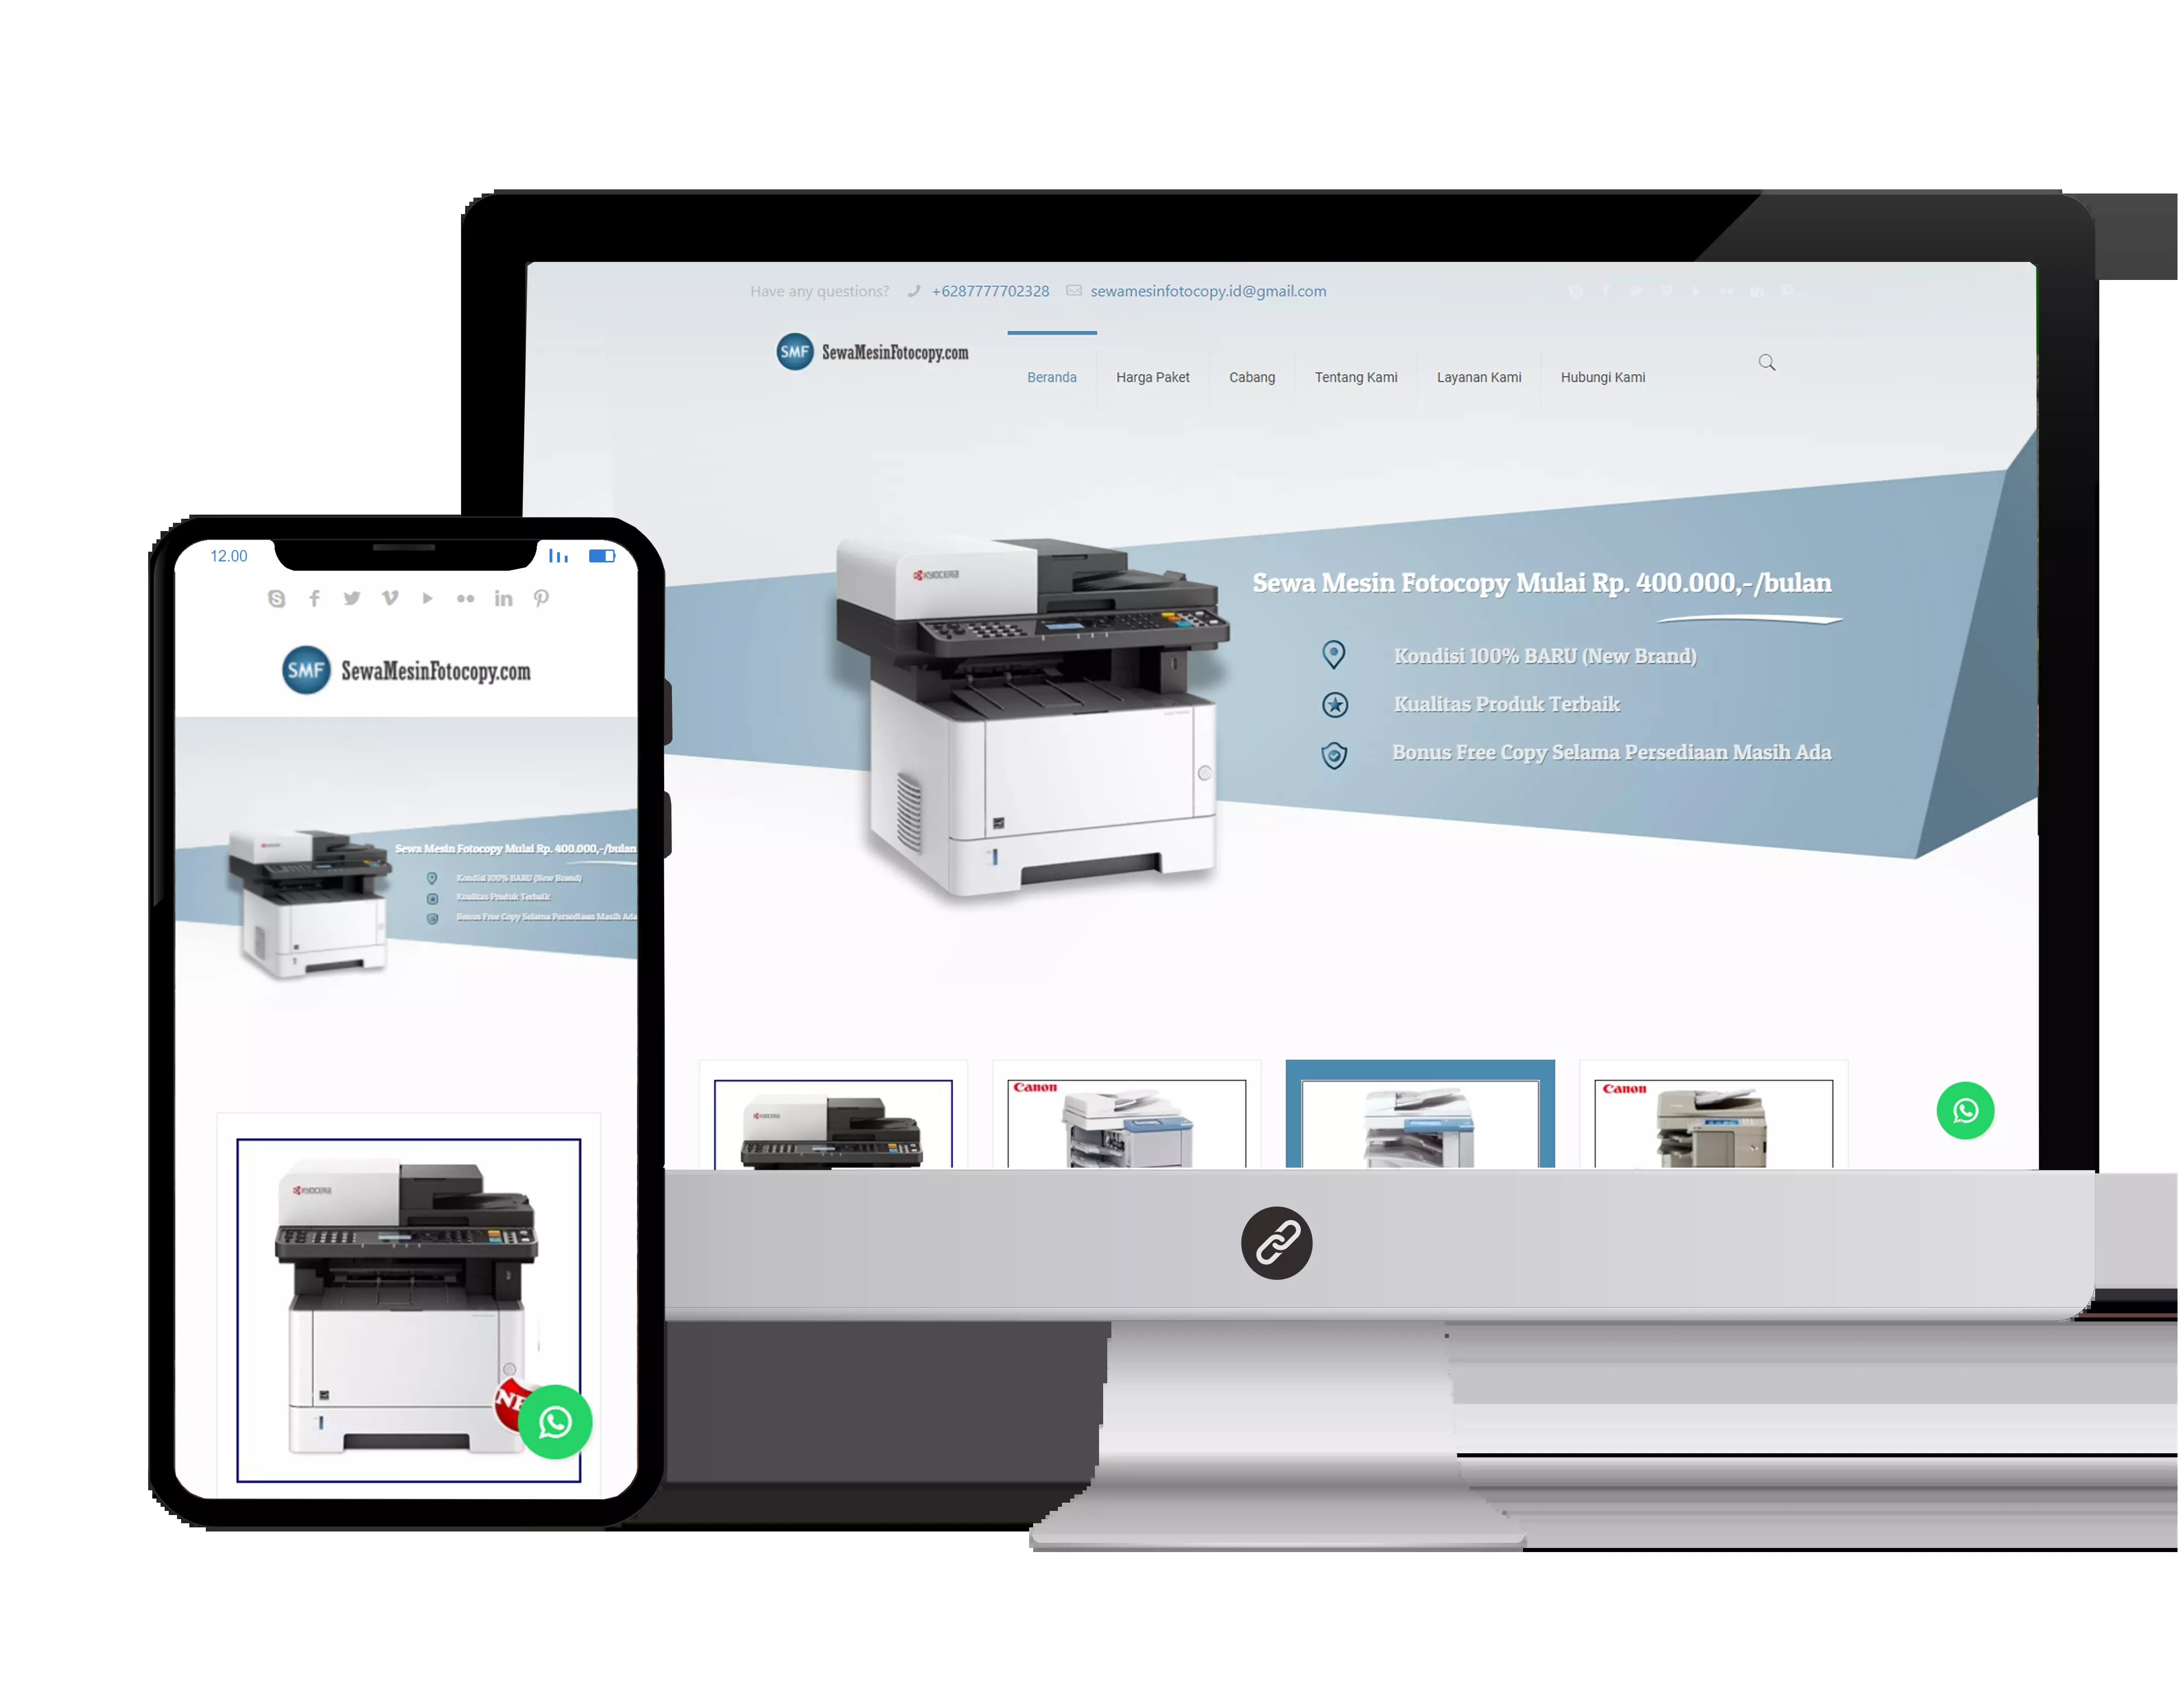 Have any questions? +6287777702328 sewamesinfotocopy.id@gmail.com
SMF SewaMesinFotocopy.com
Beranda Harga Paket Cabang Tentang Kami Layanan Kami Hubungi Kami
KYOCERA
Sewa Mesin Fotocopy Mulai Rp. 400.000,-/bulan
Kondisi 100% BARU (New Brand)
Kualitas Produk Terbaik
Bonus Free Copy Selama Persediaan Masih Ada
KYOCERA
Canon
Canon
12.00
SMF SewaMesinFotocopy.com
Sewa Mesin Fotocopy Mulai Rp. 400.000,-/bulan
Kondisi 100% BARU (New Brand)
Kualitas Produk Terbaik
Bonus Free Copy Selama Persediaan Masih Ada
KYOCERA